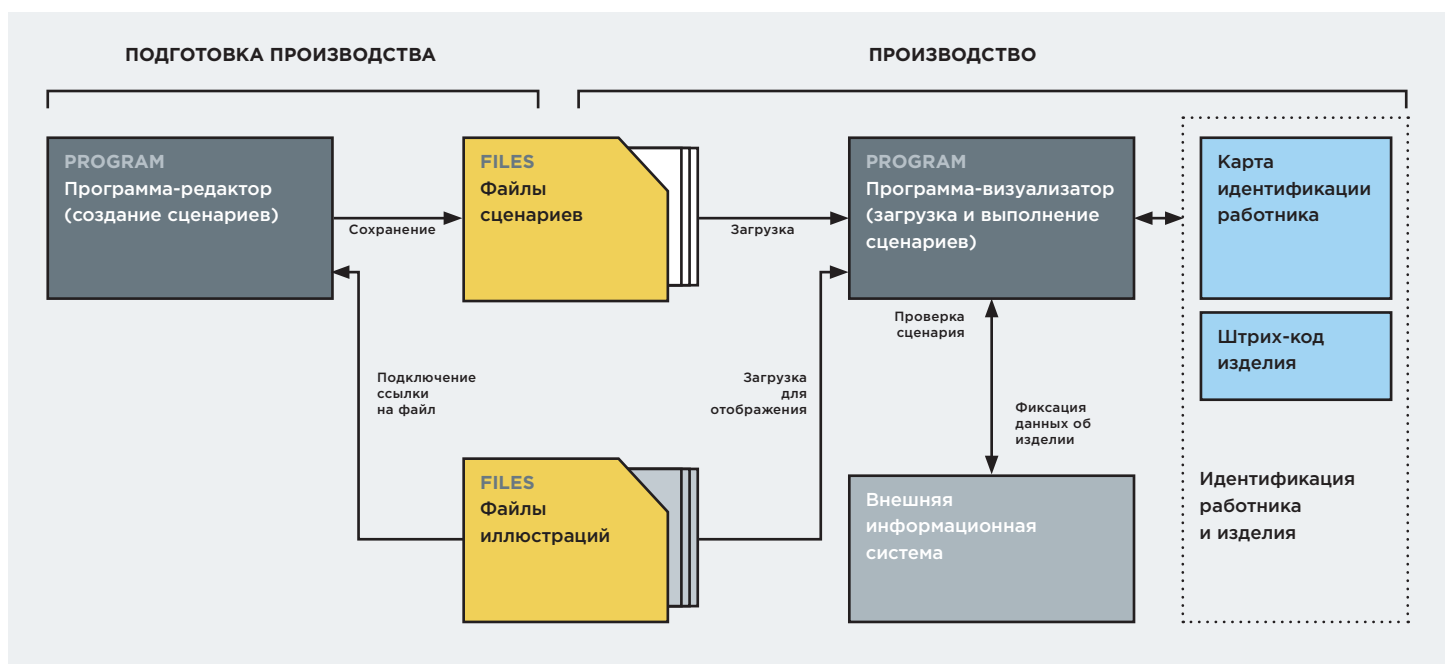 ПОДГОТОВКА ПРОИЗВОДСТВА
ПРОИЗВОДСТВО
PROGRAM
Программа-редактор
(создание сценариев)
Сохранение
FILES
Файлы
сценариев
Загрузка
PROGRAM
Программа-визуализатор
(загрузка и выполнение
сценариев)
Карта
идентификации
работника
Штрих-код
изделия
Проверка
сценария
Подключение
ссылки
на файл
Загрузка
для
отображения
Фиксация
данных об
изделии
FILES
Файлы
иллюстраций
Внешняя
информационная
система
Идентификация
работника
и изделия